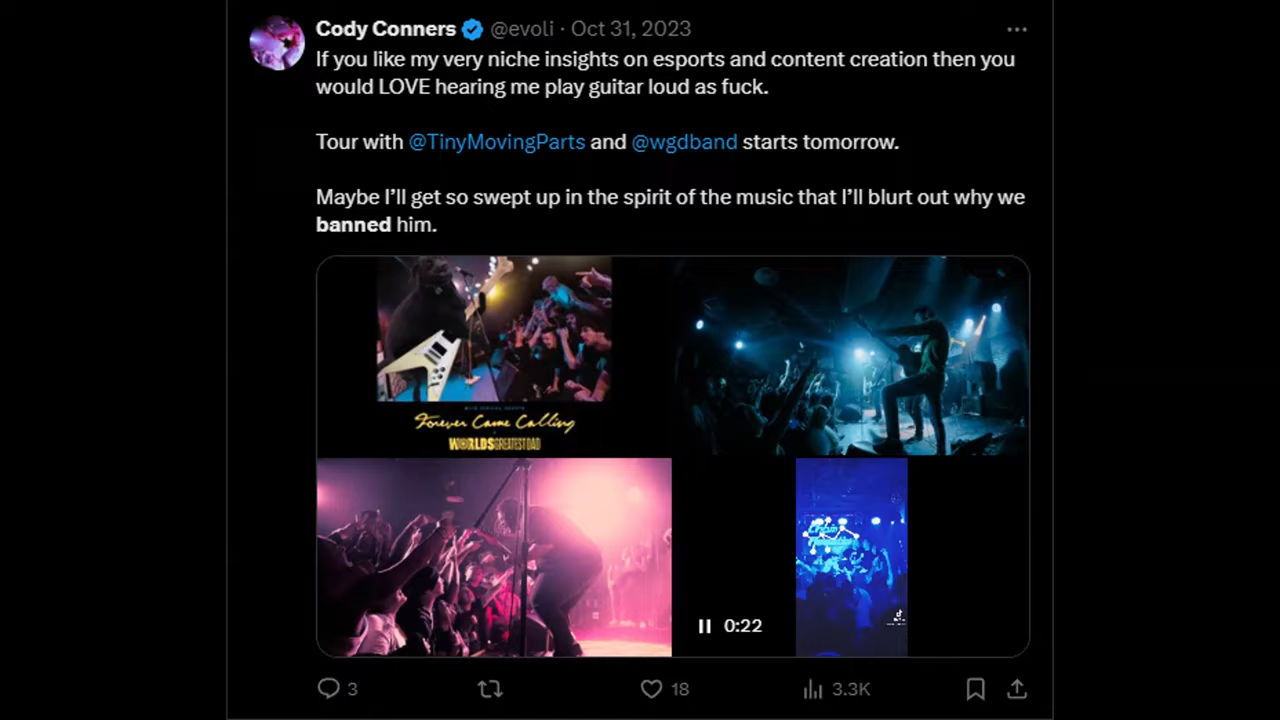 Cody Conners @evoli · Oct 31, 2023
If you like my very niche insights on esports and content creation then you
would LOVE hearing me play guitar loud as fuck.
Tour with @TinyMovingParts and @wgdband starts tomorrow.
Maybe I’ll get so swept up in the spirit of the music that I’ll blurt out why we
banned him.
Forever Came Calling
WORLDSGREATESTDAD
0:22
3
18
3.3K